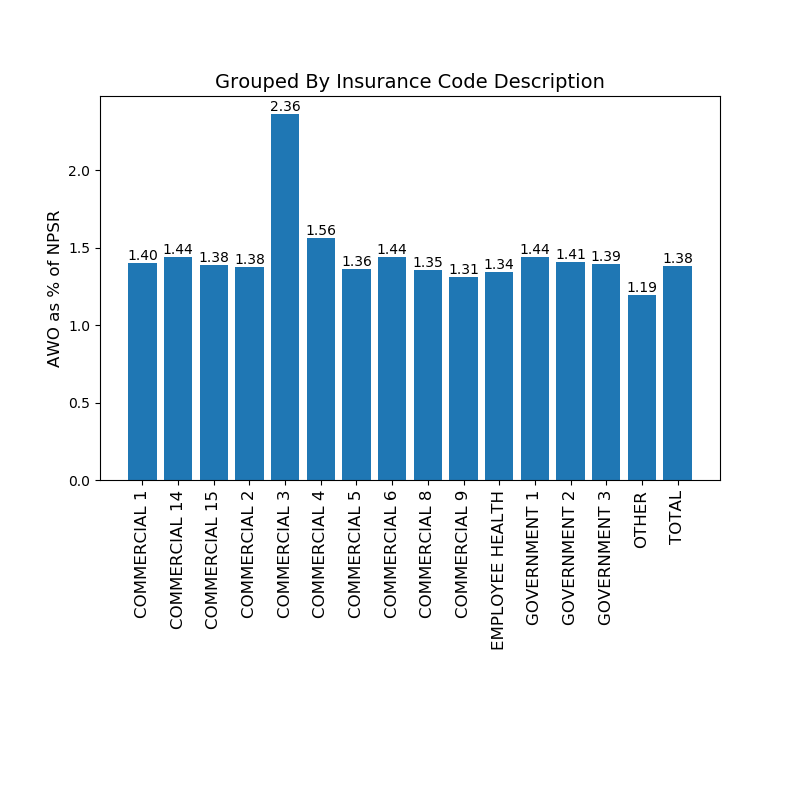 Grouped By Insurance Code Description
AWO as % of NPSR
2.0
1.5
1.0
0.5
0.0
1.40
1.44
1.38
1.38
2.36
1.56
1.36
1.44
1.35
1.31
1.34
1.44
1.41
1.39
1.19
1.38
COMMERCIAL 1
COMMERCIAL 14
COMMERCIAL 15
COMMERCIAL 2
COMMERCIAL 3
COMMERCIAL 4
COMMERCIAL 5
COMMERCIAL 6
COMMERCIAL 8
COMMERCIAL 9
EMPLOYEE HEALTH
GOVERNMENT 1
GOVERNMENT 2
GOVERNMENT 3
OTHER
TOTAL